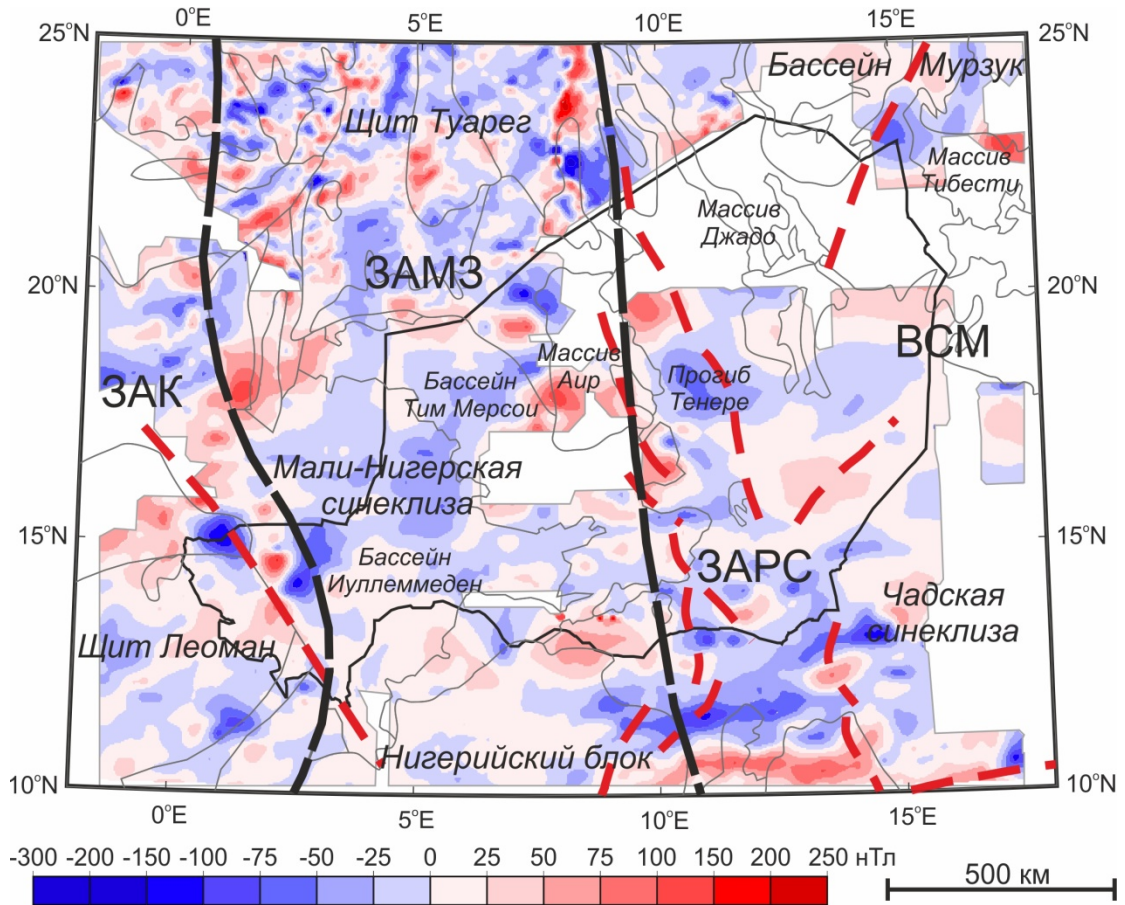 0°E 5°E 10°E 15°E
25°N 25°N
Бассейн Мурзук
Щит Туарег
Массив
Тибести
Массив
Джадо
ЗАМЗ
20°N 20°N
ВСМ
Массив
Аир
Бассейн
Тим Мерсои
Прогиб
Тенере
ЗАК
Мали-Нигерская
синеклиза
15°N 15°N
Бассейн
Иуллеммеден
ЗАРС
Чадская
синеклиза
Щит Леоман
Нигерийский блок
10°N 10°N
0°E 5°E 10°E 15°E
-300 -200 -150 -100 -75 -50 -25 0 25 50 75 100 150 200 250 нТл
500 км